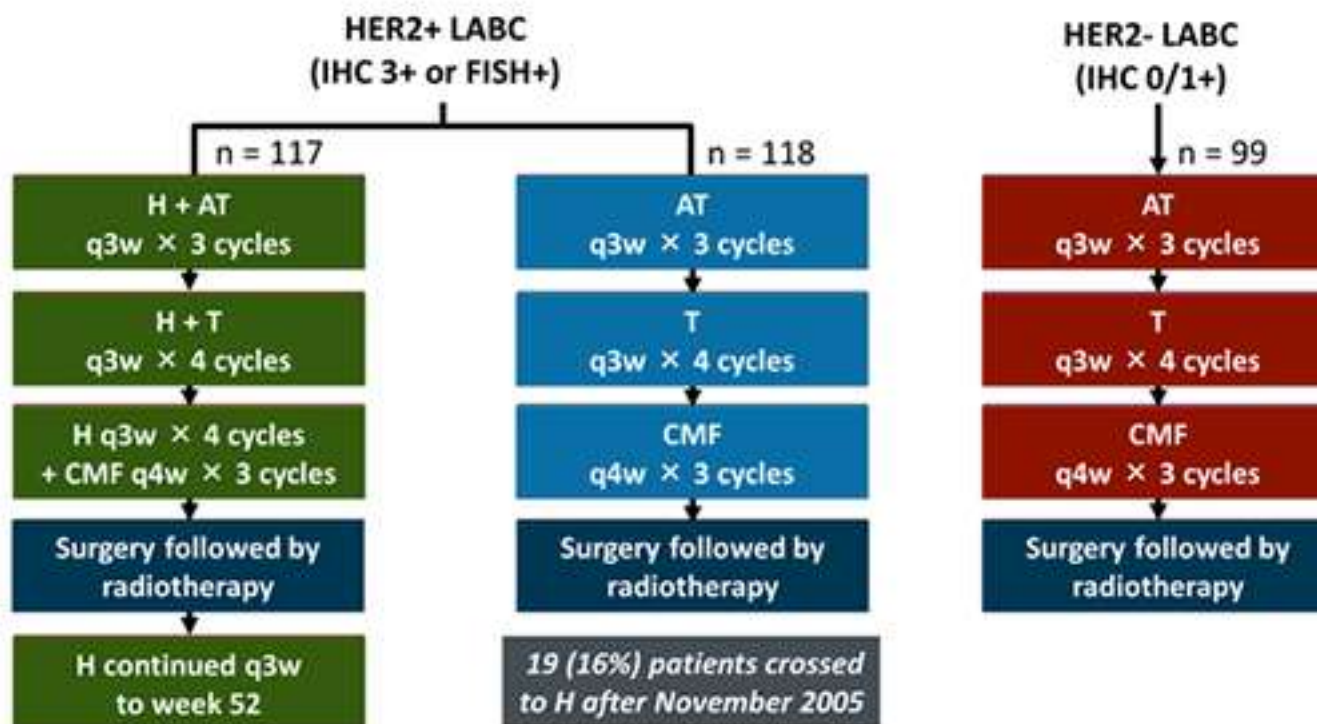 HER2+ LABC
(IHC 3+ or FISH+)
n = 117
n = 118
H + AT
q3w × 3 cycles
H + T
q3w × 4 cycles
H q3w × 4 cycles
+ CMF q4w × 3 cycles
Surgery followed by
radiotherapy
H continued q3w
to week 52
AT
q3w × 3 cycles
T
q3w × 4 cycles
CMF
q4w × 3 cycles
Surgery followed by
radiotherapy
19 (16%) patients crossed
to H after November 2005
HER2- LABC
(IHC 0/1+)
n = 99
AT
q3w × 3 cycles
T
q3w × 4 cycles
CMF
q4w × 3 cycles
Surgery followed by
radiotherapy